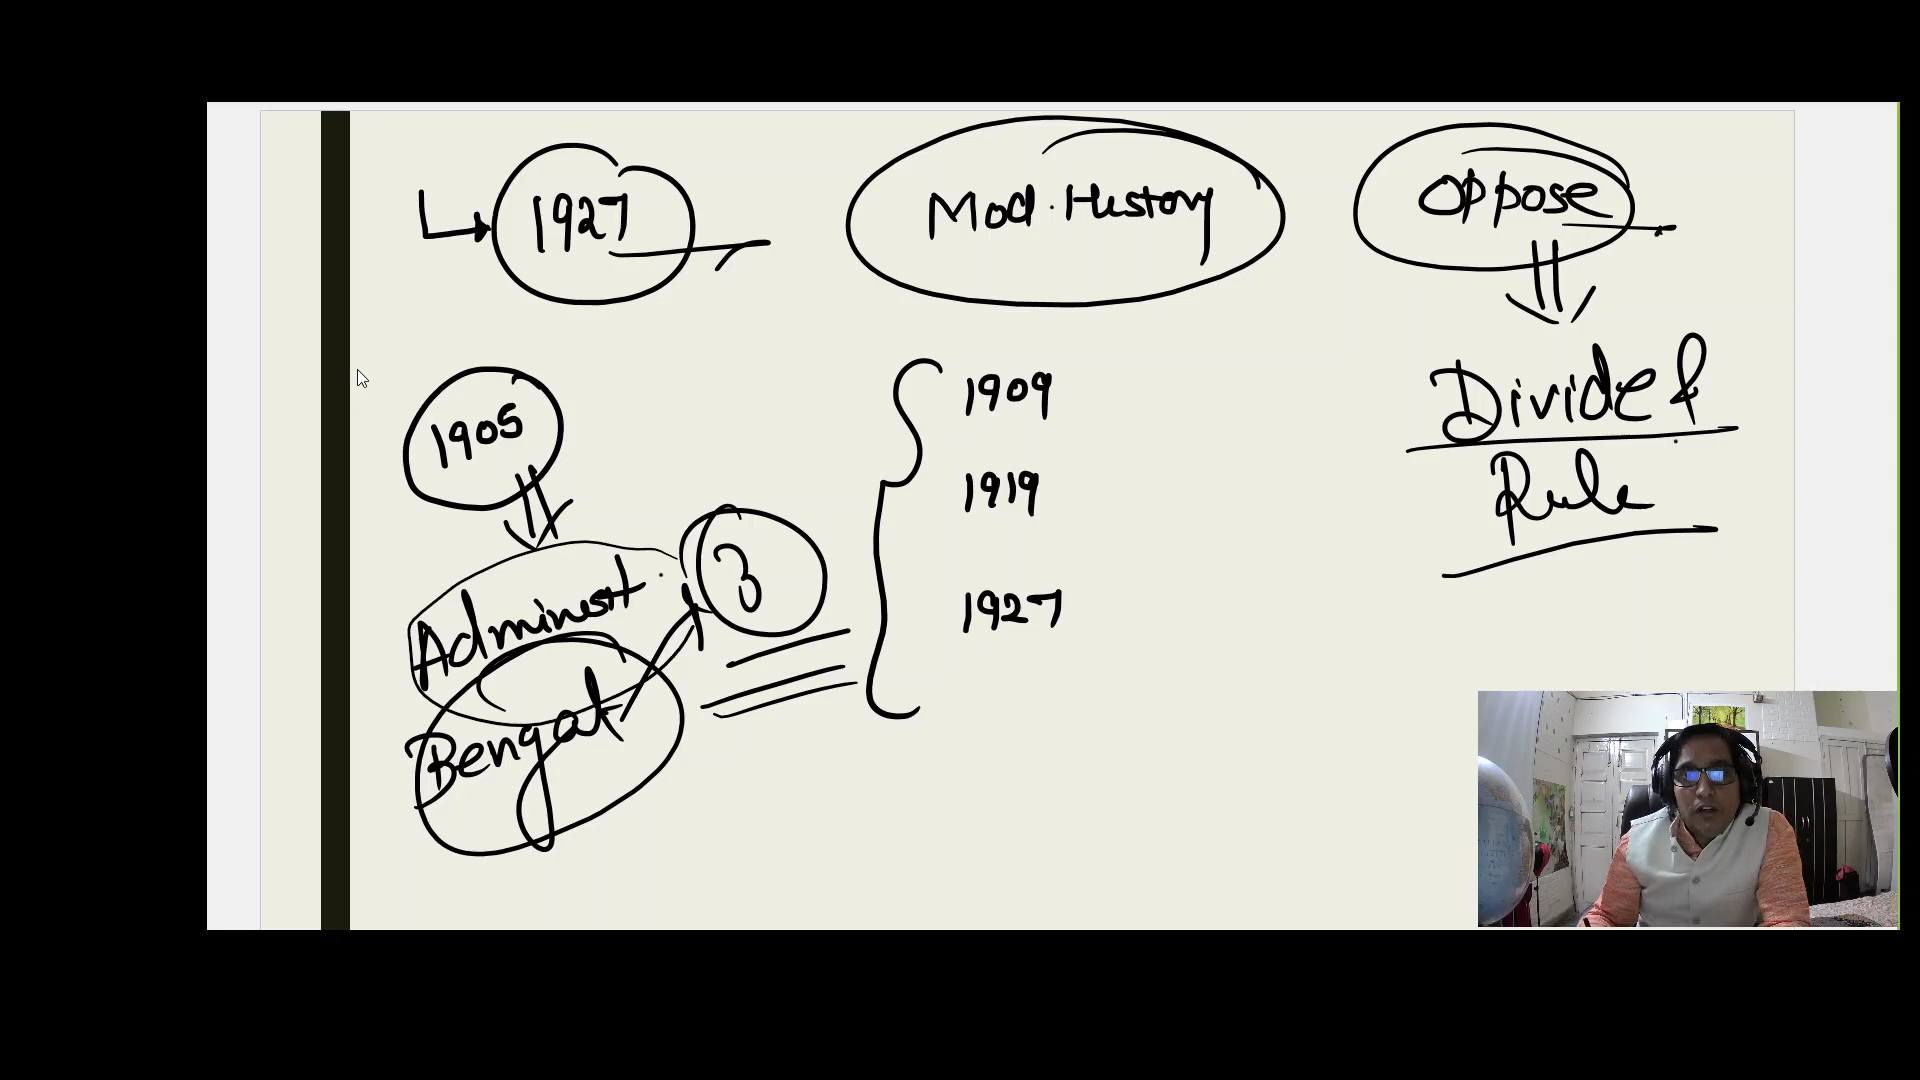 1927
Mod. History
Oppose
1905
1909
Divide &
Rule
1919
3
Administ.
1927
Bengal